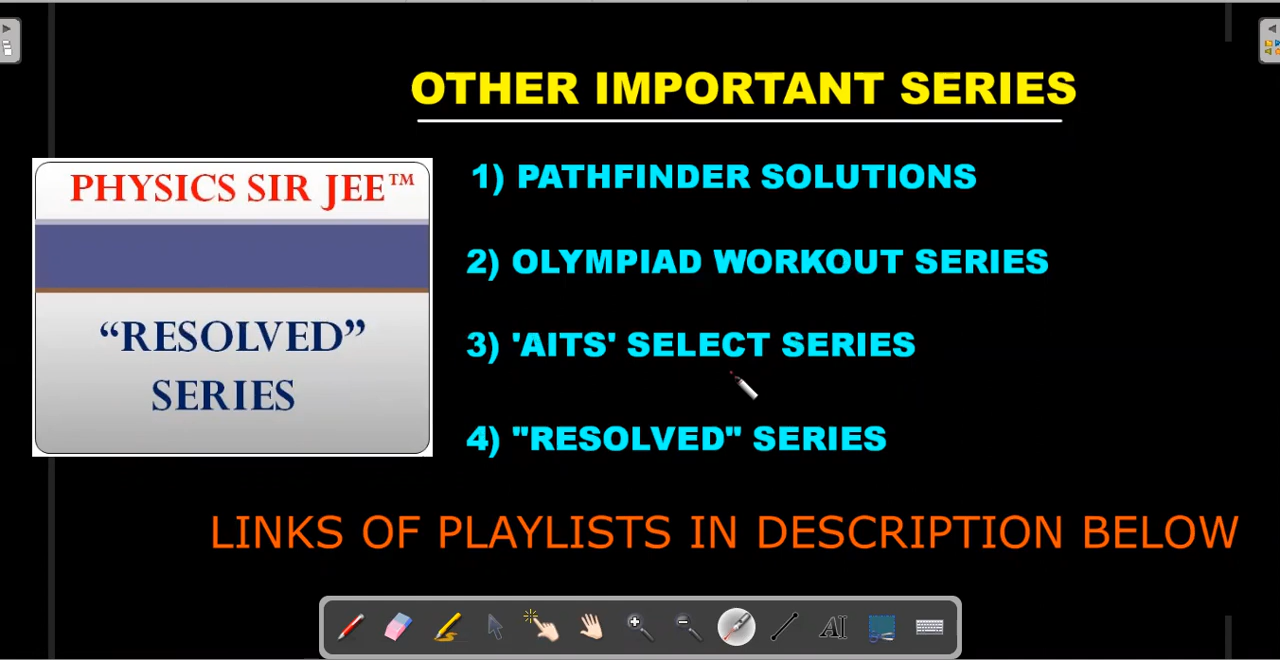 OTHER IMPORTANT SERIES
PHYSICS SIR JEE™
"RESOLVED"
SERIES
1) PATHFINDER SOLUTIONS
2) OLYMPIAD WORKOUT SERIES
3) 'AITS' SELECT SERIES
4) "RESOLVED" SERIES
LINKS OF PLAYLISTS IN DESCRIPTION BELOW
AI